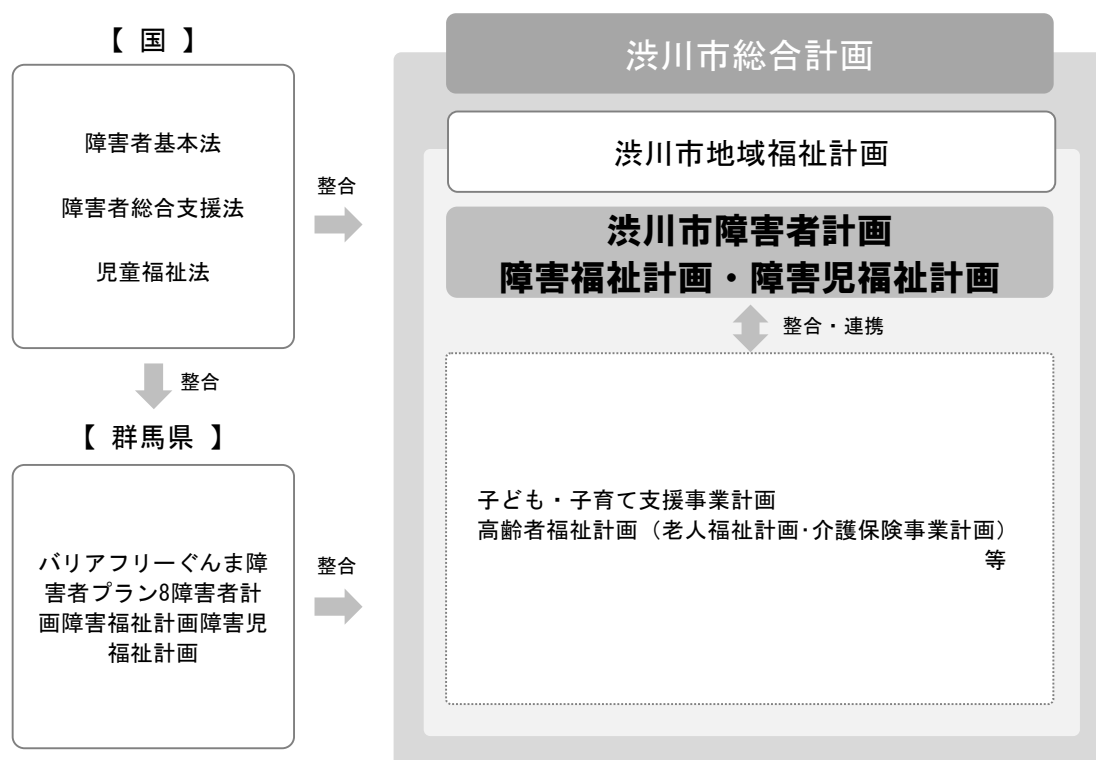 【 国 】
障害者基本法
障害者総合支援法
児童福祉法
整合
整合
【 群馬県 】
バリアフリーぐんま障
害者プラン8障害者計
画障害福祉計画障害児
福祉計画
整合
渋川市総合計画
渋川市地域福祉計画
渋川市障害者計画
障害福祉計画・障害児福祉計画
整合・連携
子ども・子育て支援事業計画
高齢者福祉計画（老人福祉計画･介護保険事業計画）
等